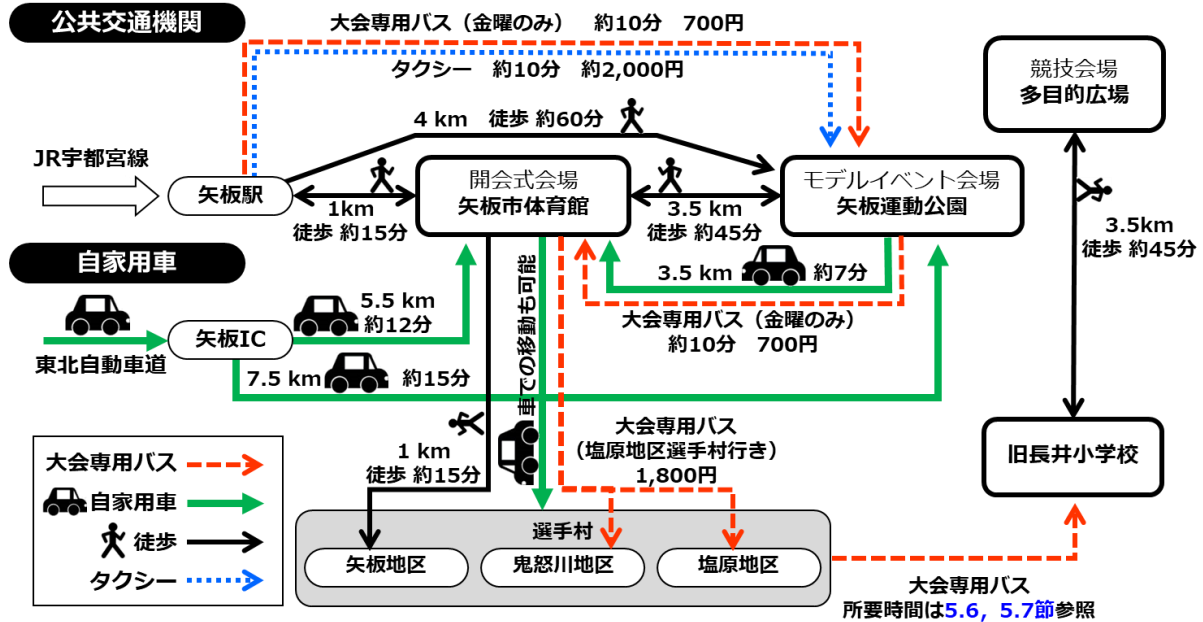 公共交通機関
大会専用バス（金曜のみ）　約10分　700円
タクシー　約10分　約2,000円
4 km　徒歩 約60分
競技会場
多目的広場
JR宇都宮線
矢板駅
1km
徒歩 約15分
開会式会場
矢板市体育館
3.5 km
徒歩 約45分
モデルイベント会場
矢板運動公園
3.5km
徒歩 約45分
自家用車
東北自動車道
矢板IC
5.5 km
約12分
7.5 km　約15分
3.5 km　約7分
大会専用バス（金曜のみ）
約10分　700円
車での移動も可能
1 km
徒歩 約15分
大会専用バス
（塩原地区選手村行き）
1,800円
旧長井小学校
大会専用バス
自家用車
徒歩
タクシー
選手村
矢板地区
鬼怒川地区
塩原地区
大会専用バス
所要時間は5.6，5.7節参照